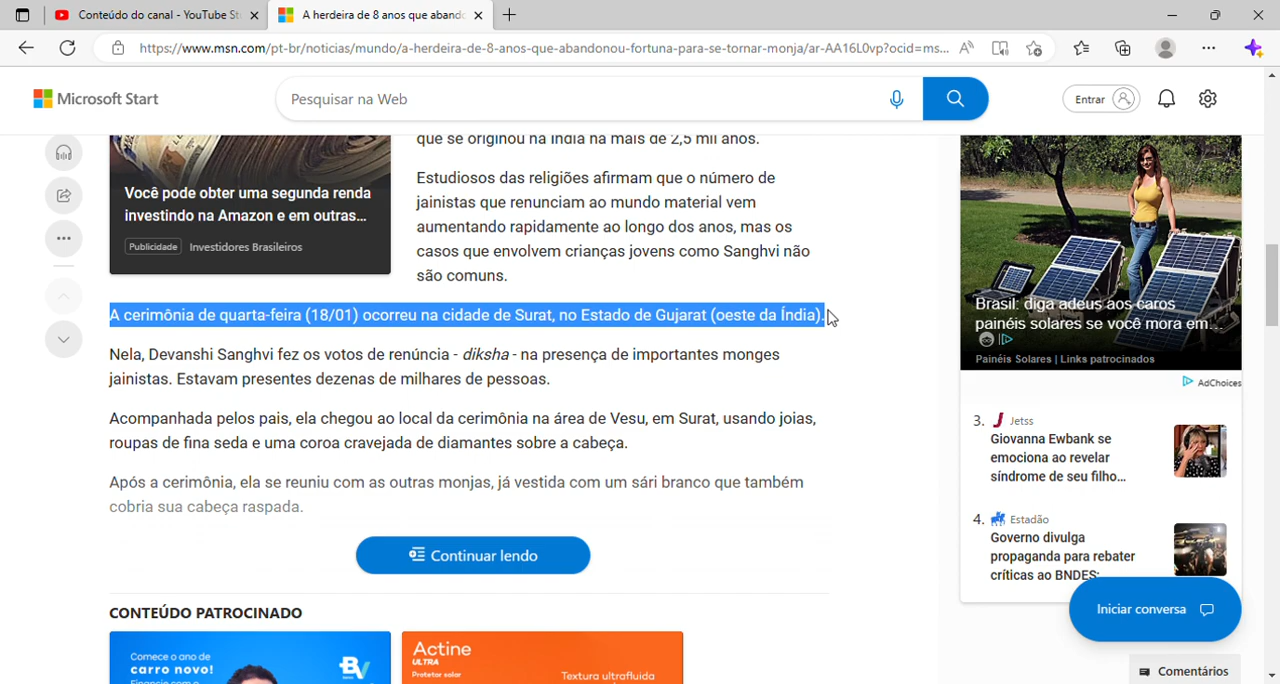 Conteúdo do canal - YouTube St
A herdeira de 8 anos que aband
https://www.msn.com/pt-br/noticias/mundo/a-herdeira-de-8-anos-que-abandonou-fortuna-para-se-tornar-monja/ar-AA16L0vp?ocid=ms...
Microsoft Start
Pesquisar na Web
Entrar
que se originou na Índia há mais de 2,5 mil anos.
Você pode obter uma segunda renda
investindo na Amazon e em outras...
Publicidade Investidores Brasileiros
Estudiosos das religiões afirmam que o número de
jainistas que renunciam ao mundo material vem
aumentando rapidamente ao longo dos anos, mas os
casos que envolvem crianças jovens como Sanghvi não
são comuns.
A cerimônia de quarta-feira (18/01) ocorreu na cidade de Surat, no Estado de Gujarat (oeste da Índia).
Nela, Devanshi Sanghvi fez os votos de renúncia - diksha - na presença de importantes monges
jainistas. Estavam presentes dezenas de milhares de pessoas.
Acompanhada pelos pais, ela chegou ao local da cerimônia na área de Vesu, em Surat, usando joias,
roupas de fina seda e uma coroa cravejada de diamantes sobre a cabeça.
Após a cerimônia, ela se reuniu com as outras monjas, já vestida com um sári branco que também
cobria sua cabeça raspada.
Continuar lendo
CONTEÚDO PATROCINADO
Comece o ano de
carro novo!
BV
Actine
ULTRA
Protetor solar
Textura ultrafluida
Brasil: diga adeus aos caros
painéis solares se você mora em...
Painéis Solares | Links patrocinados
AdChoices
3. J Jetss
Giovanna Ewbank se
emociona ao revelar
síndrome de seu filho...
4. Estadão
Governo divulga
propaganda para rebater
críticas ao BNDES:
Iniciar conversa
Comentários